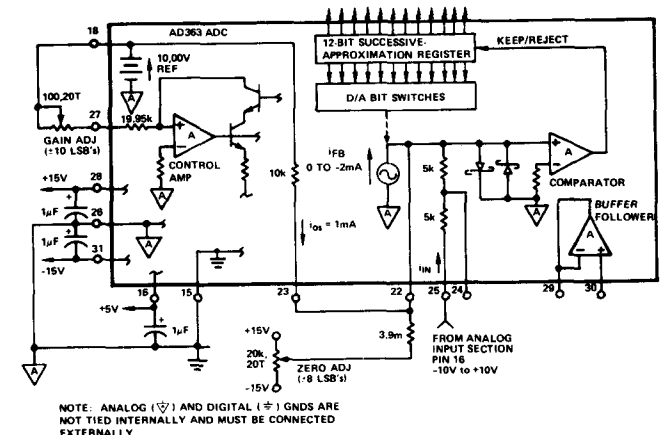 AD363 ADC
18
10,00V
REF
A
100,20T
27
19.95k
GAIN ADJ
(±10 LSB's)
+
−
A
CONTROL
AMP
A
+15V
28
1µF
+
26
1µF
+
A
-15V
31
16
15
+5V
+
1µF
A
12-BIT SUCCESSIVE-
APPROXIMATION REGISTER
KEEP/REJECT
D/A BIT SWITCHES
10k
iFB
0 TO -2mA
A
5k
5k
+
−
A
COMPARATOR
A
BUFFER
FOLLOWER
A
−
+
ios = 1mA
iIN
23
22
25
24
29
30
3.9m
+15V
20k,
20T
-15V
ZERO ADJ
(±8 LSB's)
FROM ANALOG
INPUT SECTION
PIN 16
-10V to +10V
NOTE: ANALOG (A) AND DIGITAL (⏚) GNDS ARE
NOT TIED INTERNALLY AND MUST BE CONNECTED
EXTERNALLY